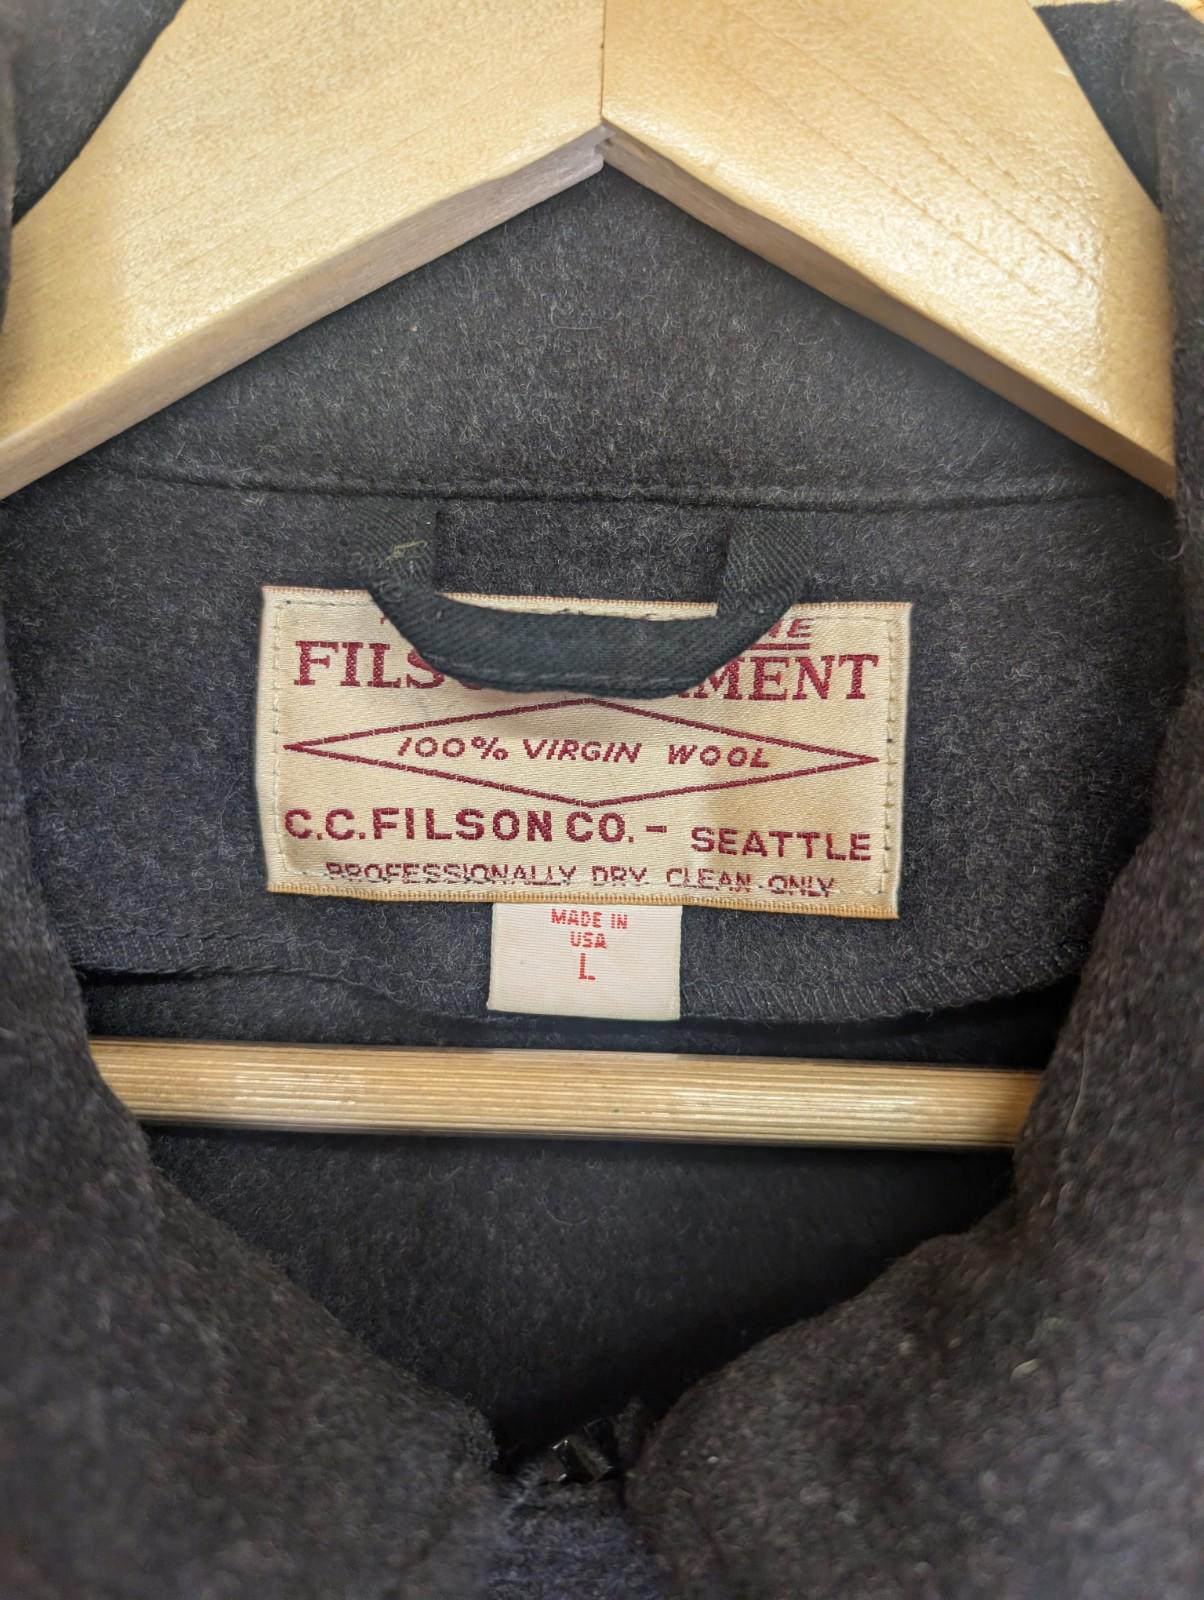 FILS MENT
100% VIRGIN WOOL
C.C. FILSON CO. - SEATTLE
PROFESSIONALLY DRY CLEAN ONLY
MADE IN
USA
L